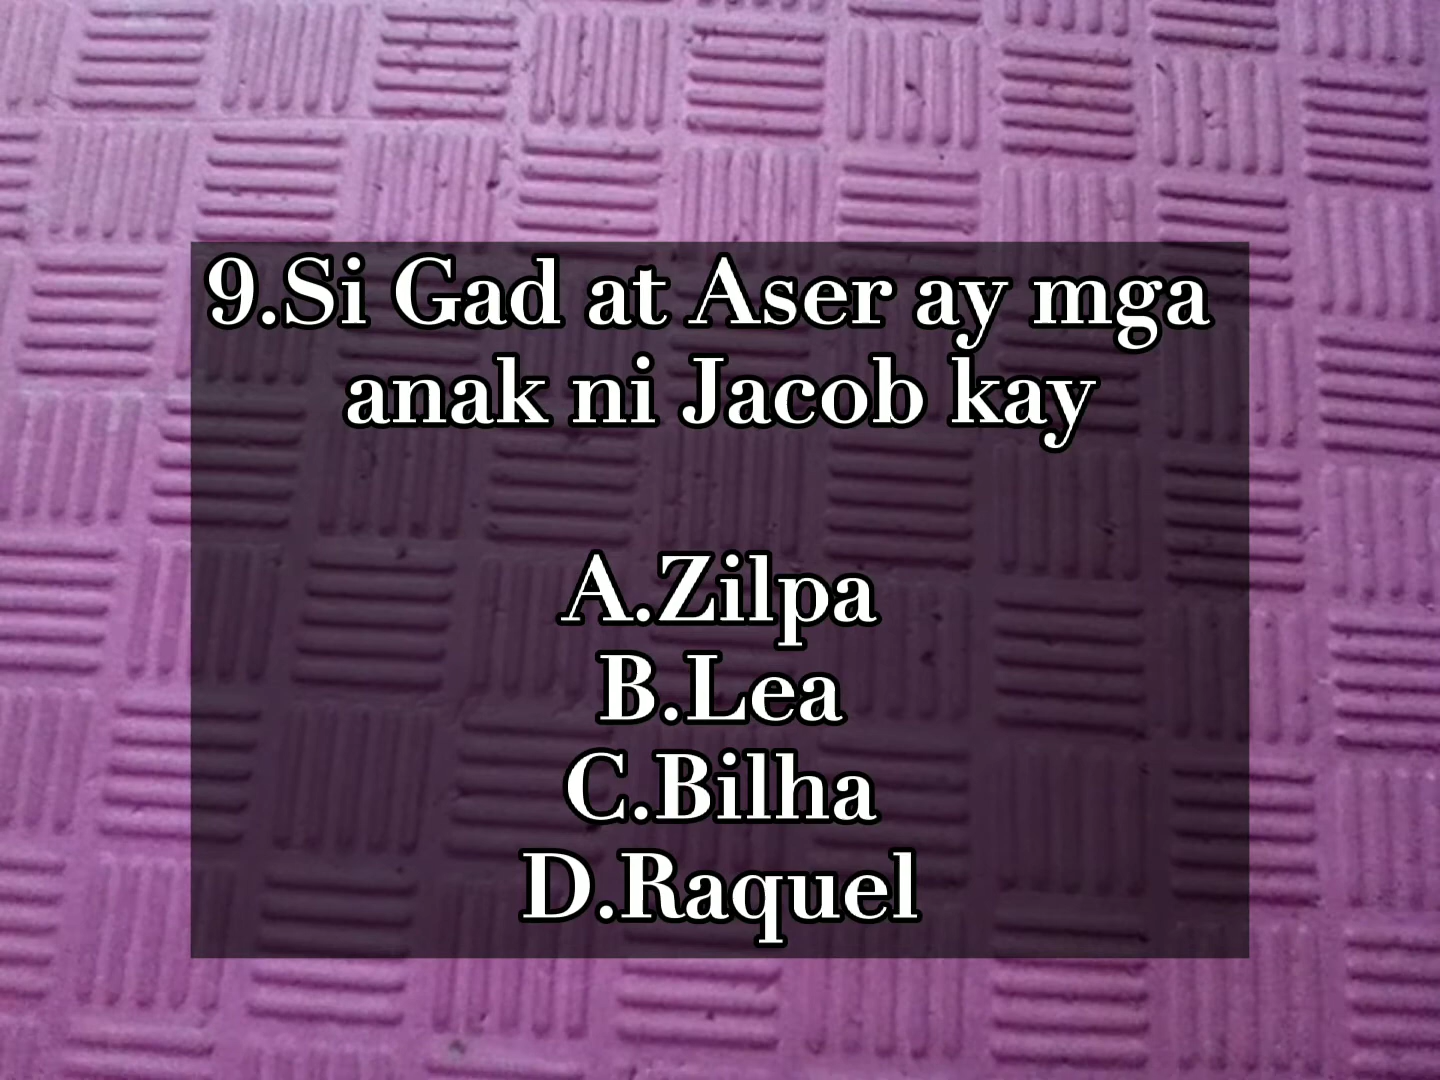 9.Si Gad at Aser ay mga
anak ni Jacob kay
A.Zilpa
B.Lea
C.Bilha
D.Raquel